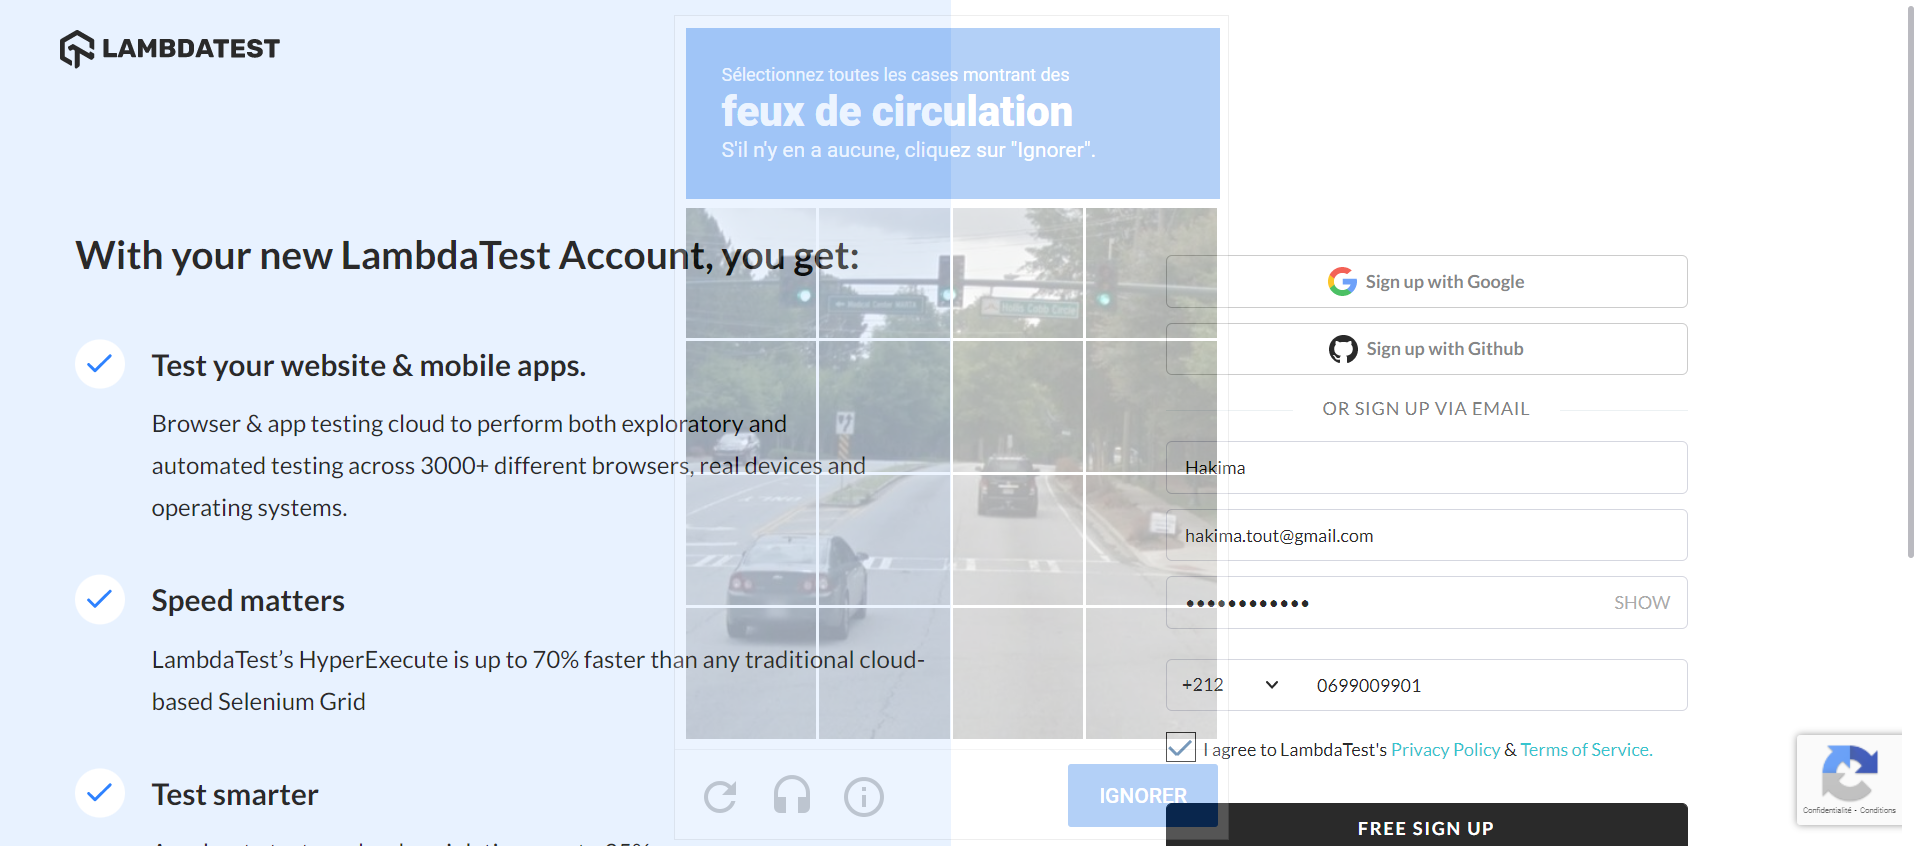 LAMBDATEST
Sélectionnez toutes les cases montrant des
feux de circulation
S'il n'y en a aucune, cliquez sur "Ignorer".
With your new LambdaTest Account, you get:
Test your website & mobile apps.
Browser & app testing cloud to perform both exploratory and
automated testing across 3000+ different browsers, real devices and
operating systems.
Speed matters
LambdaTest’s HyperExecute is up to 70% faster than any traditional cloud-
based Selenium Grid
Test smarter
IGNORER
Sign up with Google
Sign up with Github
OR SIGN UP VIA EMAIL
Hakima
hakima.tout@gmail.com
SHOW
+212 0699009901
I agree to LambdaTest's Privacy Policy & Terms of Service.
FREE SIGN UP
Confidentialité - Conditions